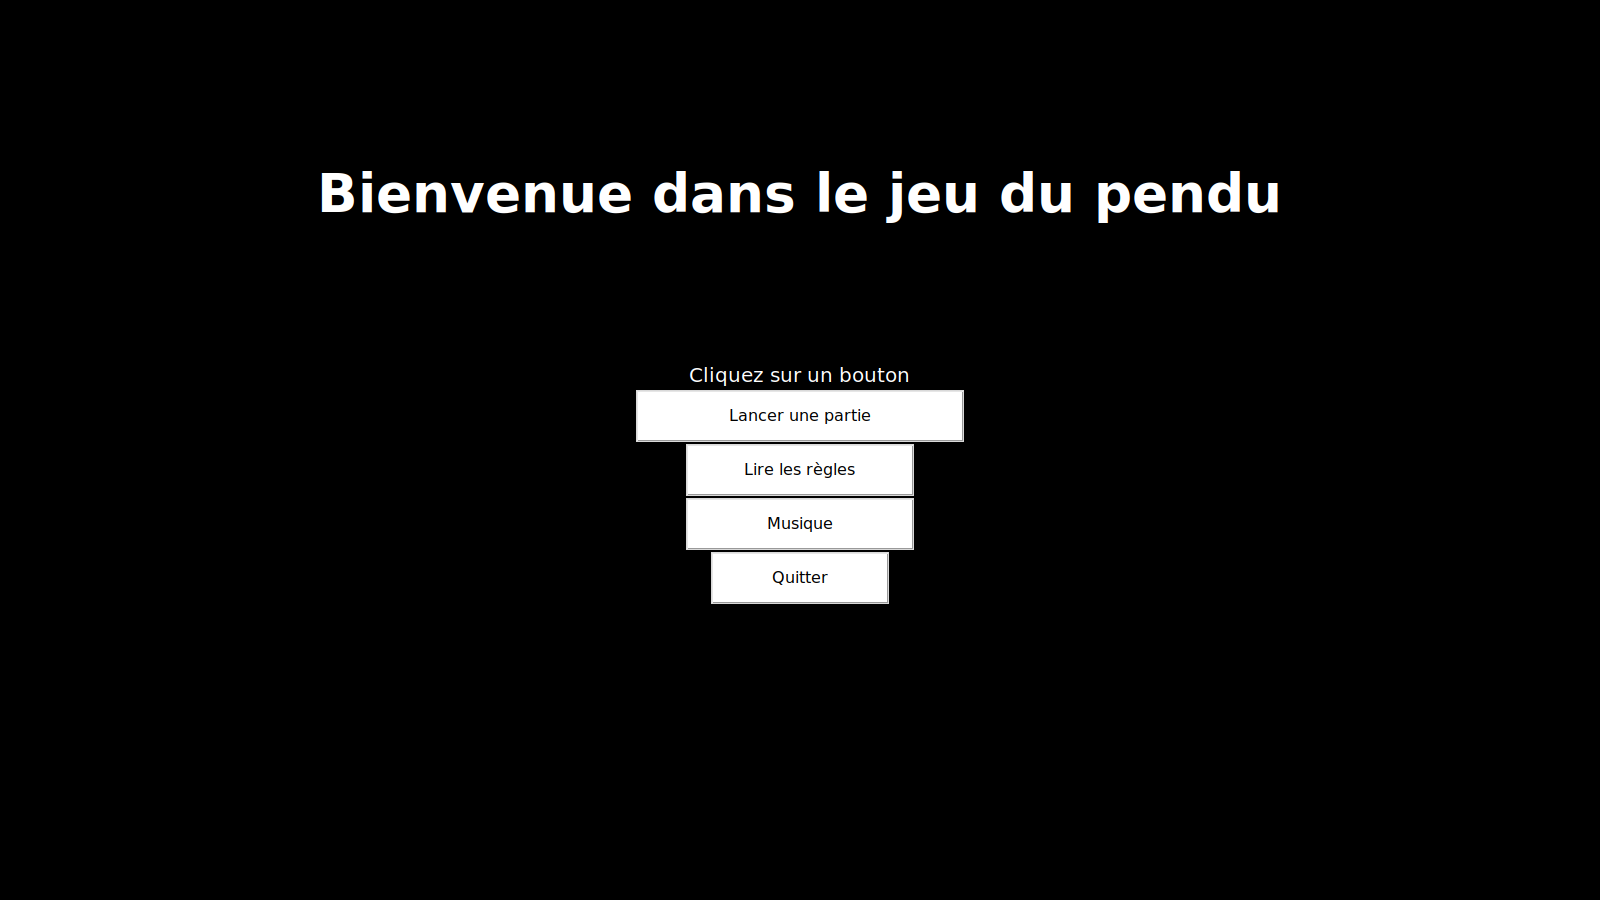 Bienvenue dans le jeu du pendu
Cliquez sur un bouton
Lancer une partie
Lire les règles
Musique
Quitter